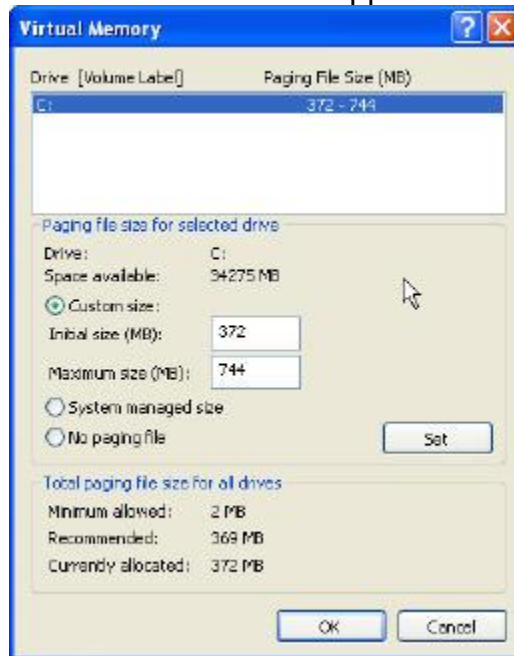 Virtual Memory
Drive [Volume Label] Paging File Size (MB)
C: 372 - 744
Paging file size for selected drive
Drive: C:
Space available: 34275 MB
Custom size:
Initial size (MB): 372
Maximum size (MB): 744
System managed size
No paging file
Set
Total paging file size for all drives
Minimum allowed: 2 MB
Recommended: 369 MB
Currently allocated: 372 MB
OK Cancel